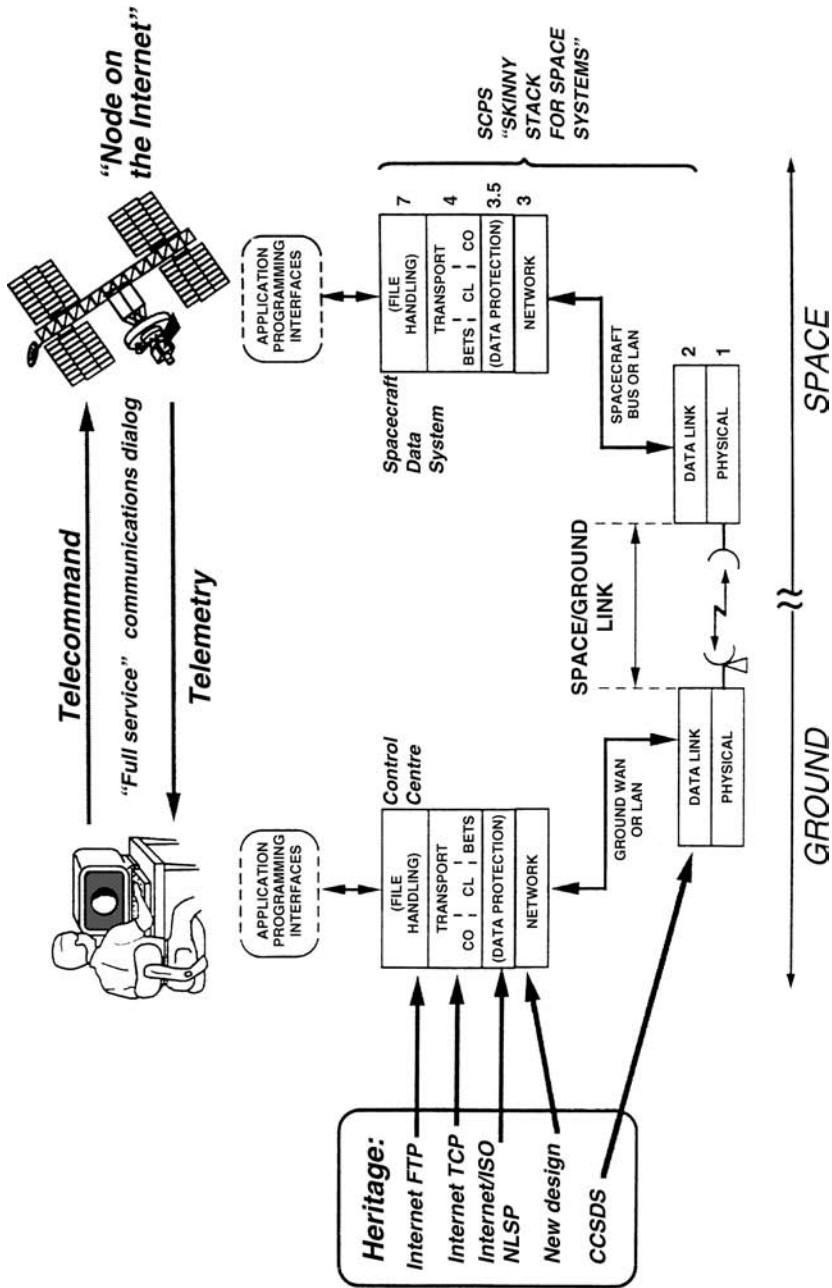 "Node on
the Internet"
Telecommand
"Full service" communications dialog
Telemetry
APPLICATION
PROGRAMMING
INTERFACES
APPLICATION
PROGRAMMING
INTERFACES
Heritage:
Internet FTP
Internet TCP
Internet/ISO
NLSP
New design
CCSDS
Control
Centre
(FILE
HANDLING)
TRANSPORT
CO CL BETS
(DATA PROTECTION)
NETWORK
GROUND WAN
OR LAN
DATA LINK
PHYSICAL
SPACE/GROUND
LINK
Spacecraft
Data
System
(FILE
HANDLING)
TRANSPORT
BETS CL CO
(DATA PROTECTION)
NETWORK
7
4
3.5
3
SPACECRAFT
BUS OR LAN
DATA LINK
PHYSICAL
2
1
SCPS
"SKINNY
STACK
FOR SPACE
SYSTEMS"
GROUND
SPACE